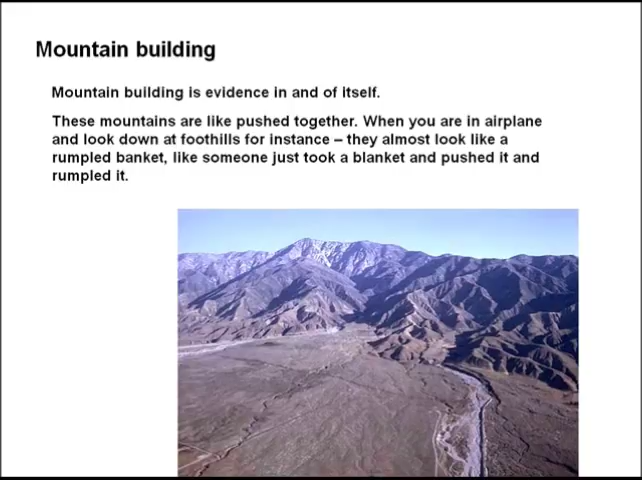 Mountain building
Mountain building is evidence in and of itself.
These mountains are like pushed together. When you are in airplane
and look down at foothills for instance – they almost look like a
rumpled banket, like someone just took a blanket and pushed it and
rumpled it.